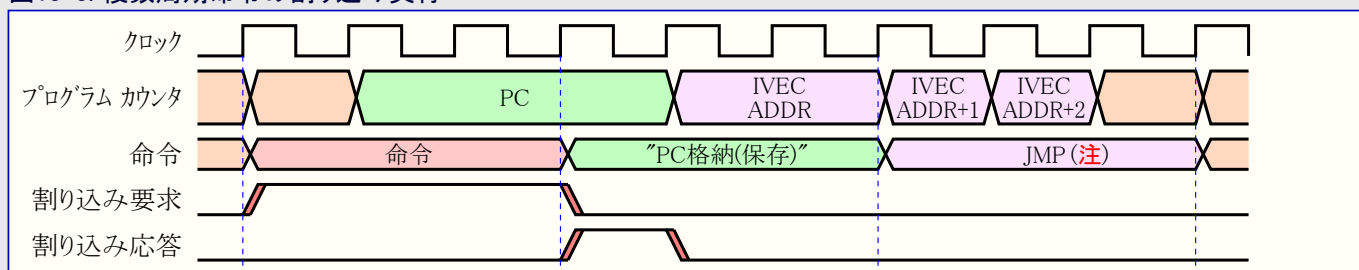 クロック
プログラム カウンタ
PC
IVEC
ADDR
IVEC
ADDR+1
IVEC
ADDR+2
命令
命令
"PC格納(保存)"
JMP (注)
割り込み要求
割り込み応答